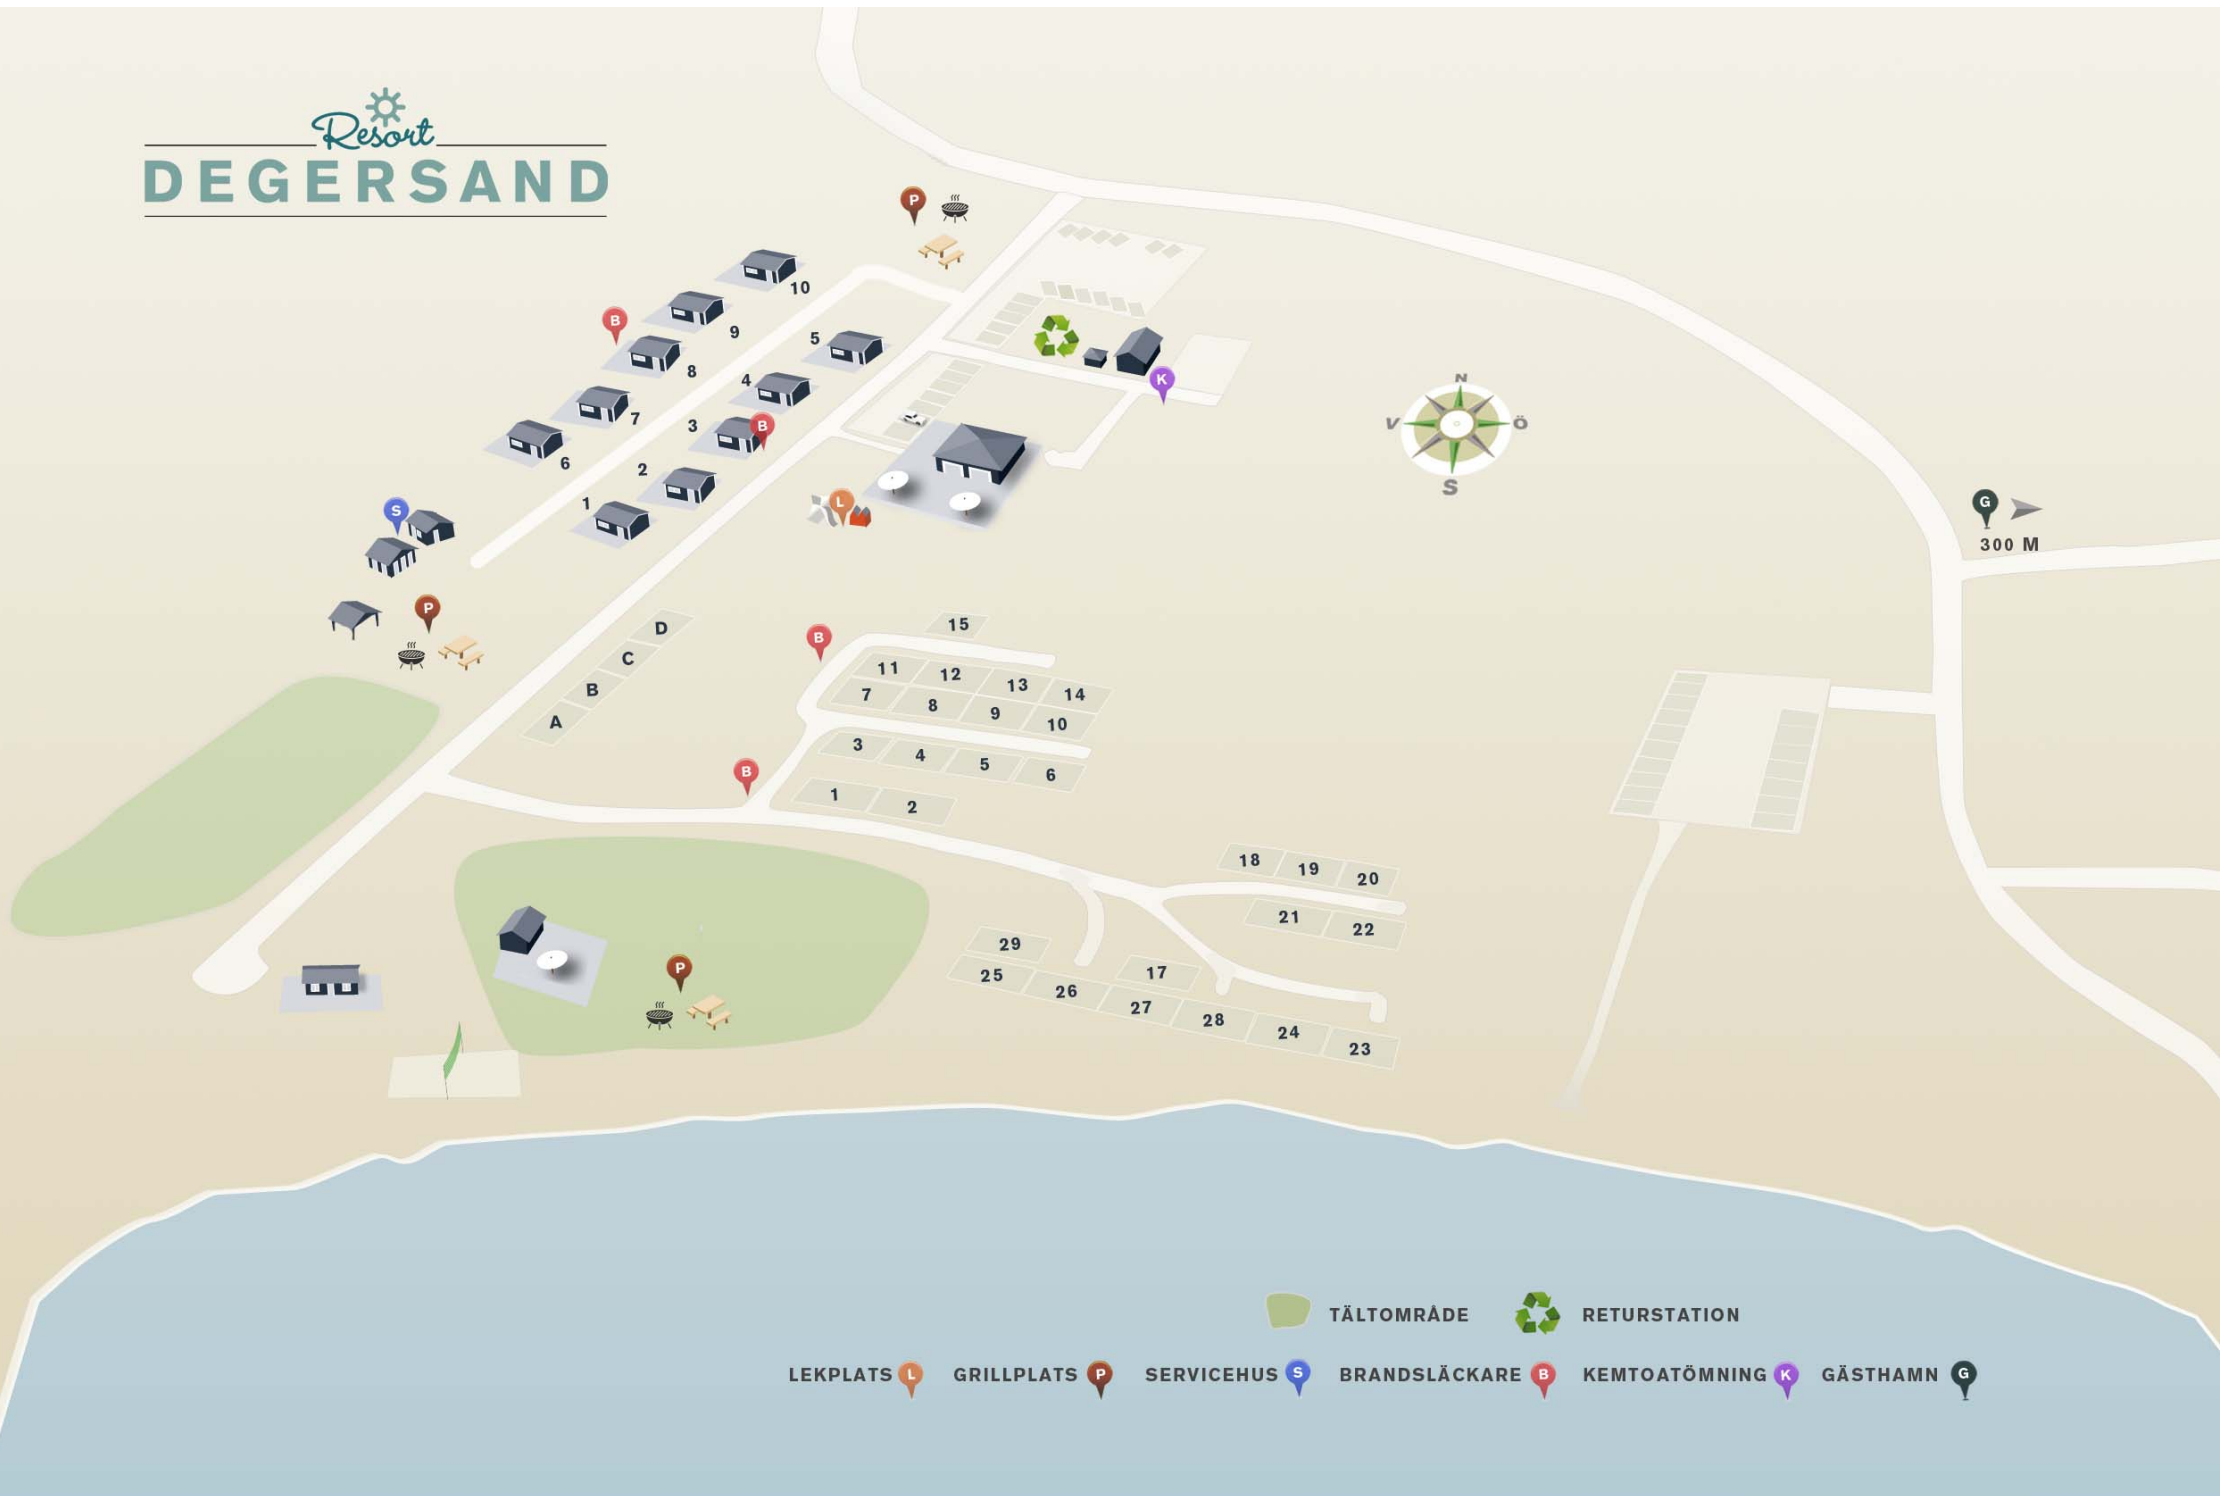 Resort
DEGERSAND
P
10
B
9
5
8
4
K
7
3
B
6
2
L
1
S
N
V
Ö
S
G
300 M
P
D
C
B
A
B
15
11 12 13 14
7 8 9 10
3 4 5 6
B
1 2
18 19 20
21 22
29
17
25 26 27 28 24 23
P
TÄLTOMRÅDE RETURSTATION
LEKPLATS L GRILLPLATS P SERVICEHUS S BRANDSLÄCKARE B KEMTOATÖMNING K GÄSTHAMN G